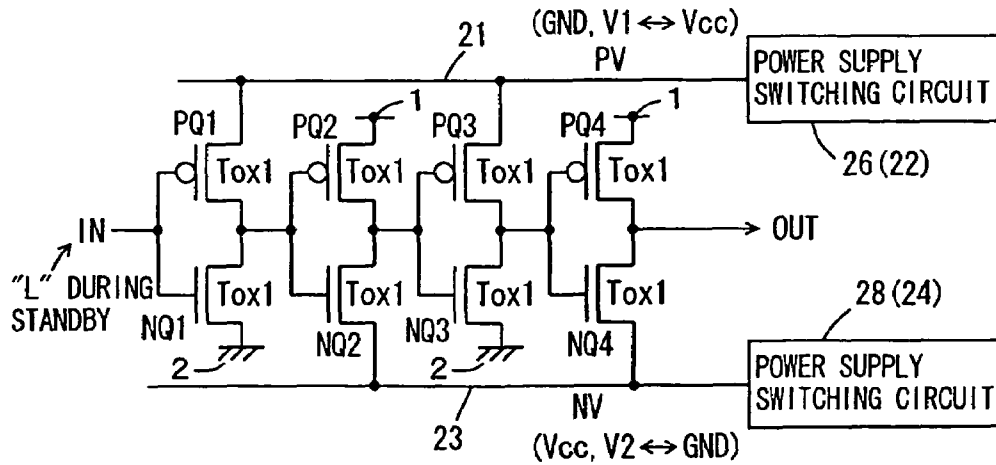 (GND, V1 ↔ Vcc)
21
PV
POWER SUPPLY
SWITCHING CIRCUIT
26(22)
1
1
PQ1
PQ2
PQ3
PQ4
Tox1
Tox1
Tox1
Tox1
IN
OUT
"L" DURING
STANDBY
Tox1
Tox1
Tox1
Tox1
NQ1
NQ2
NQ3
NQ4
2
2
28(24)
POWER SUPPLY
SWITCHING CIRCUIT
23
NV
(Vcc, V2 ↔ GND)